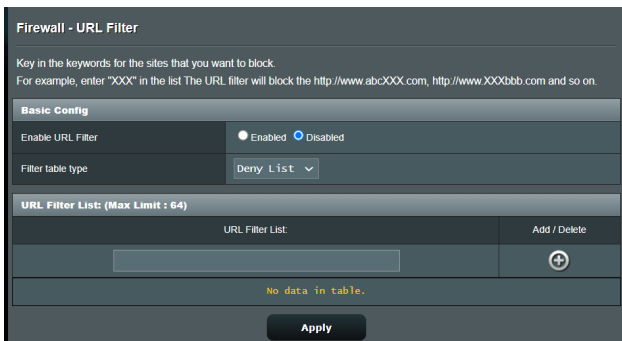 Firewall - URL Filter
Key in the keywords for the sites that you want to block.
For example, enter "XXX" in the list The URL filter will block the http://www.abcXXX.com, http://www.XXXbbb.com and so on.
Basic Config
Enable URL Filter Enabled Disabled
Filter table type Deny List
URL Filter List: (Max Limit : 64)
URL Filter List: Add / Delete
No data in table.
Apply